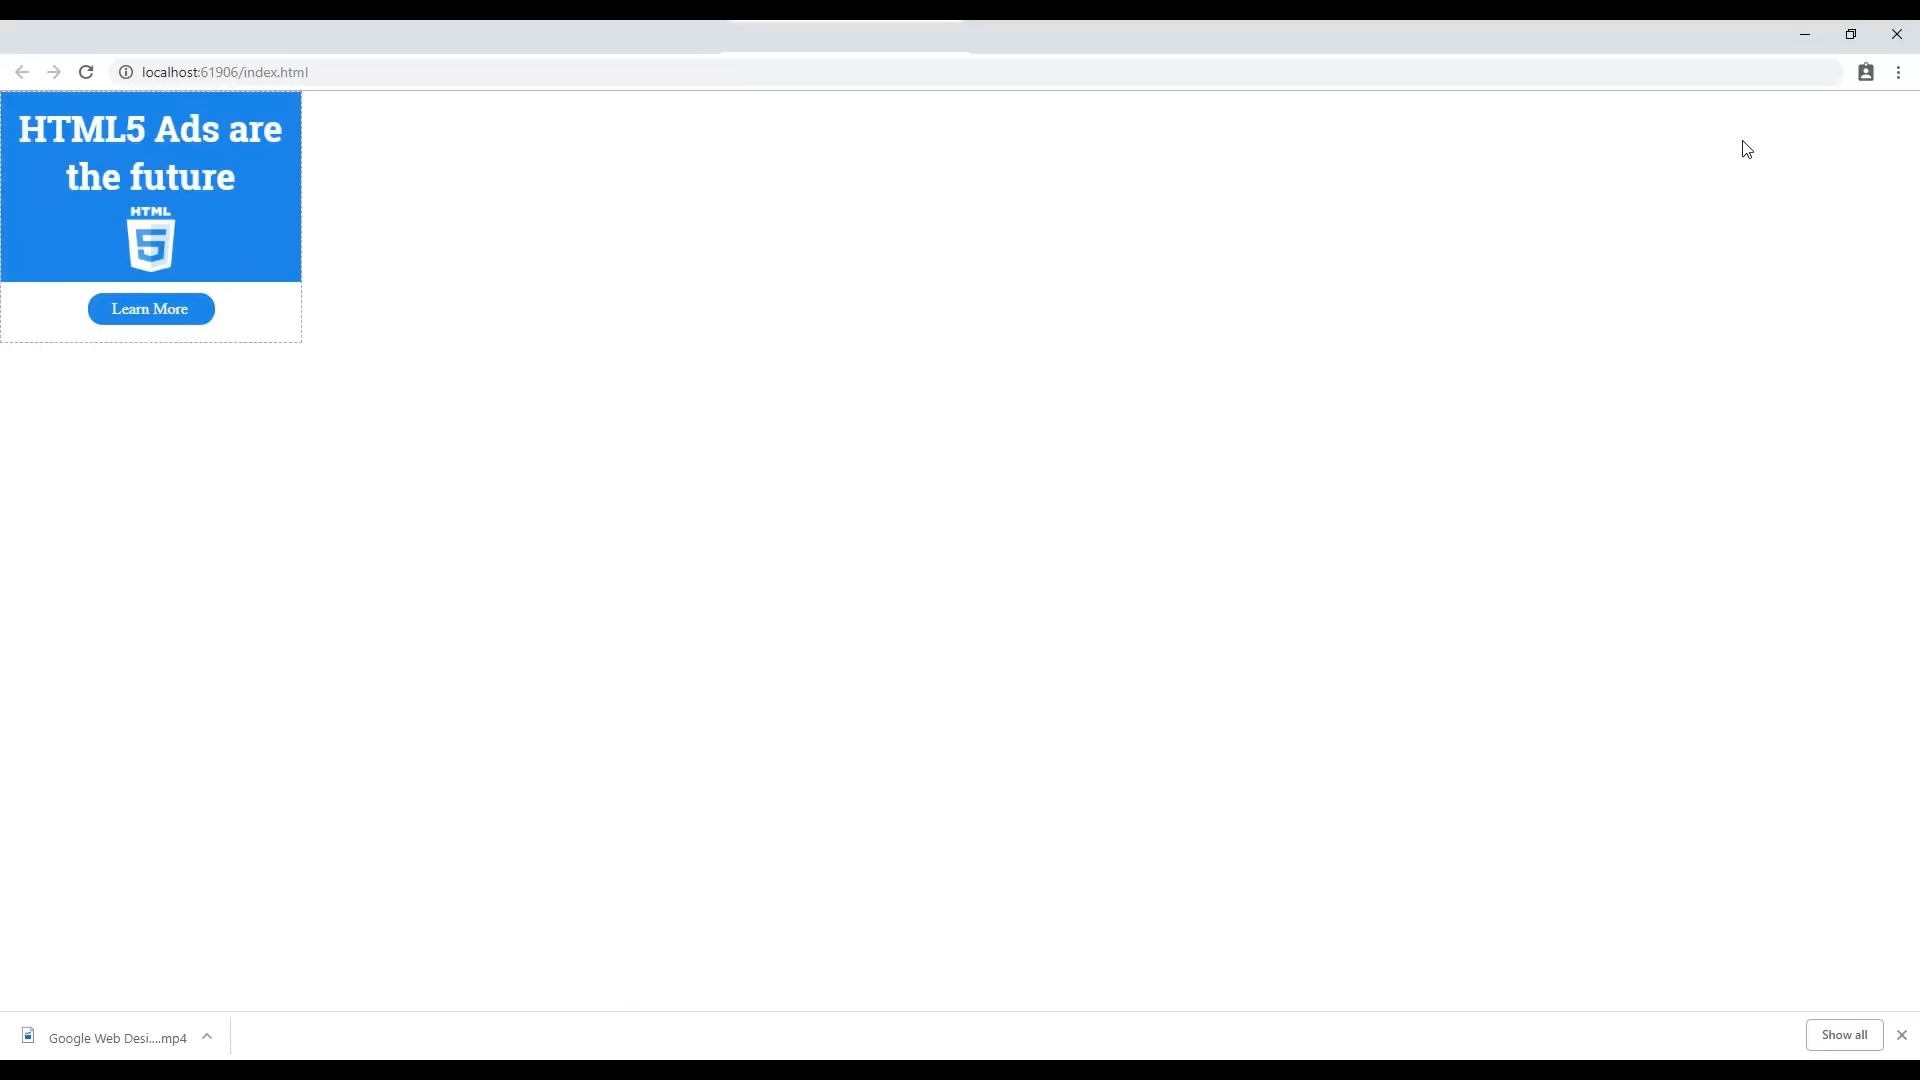 localhost:61906/index.html
HTML5 Ads are
the future
HTML
5
Learn More
Google Web Desi....mp4
Show all